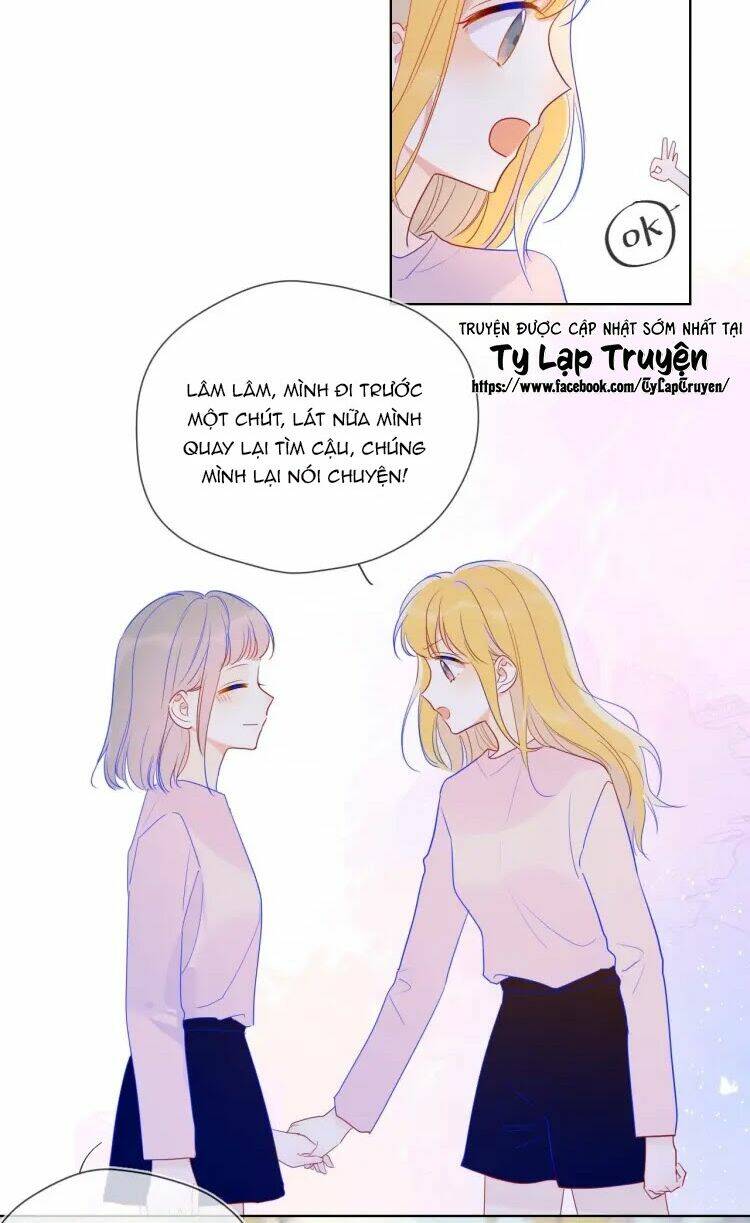 OK
TRUYỆN ĐƯỢC CẬP NHẬT SỚM NHẤT TẠI
Ty Lạp Truyện
https://www.facebook.com/TyLapTruyen/
LÂM LÂM, MÌNH ĐI TRƯỚC
MỘT CHÚT, LÁT NỮA MÌNH
QUAY LẠI TÌM CẬU, CHÚNG
MÌNH LẠI NÓI CHUYỆN!